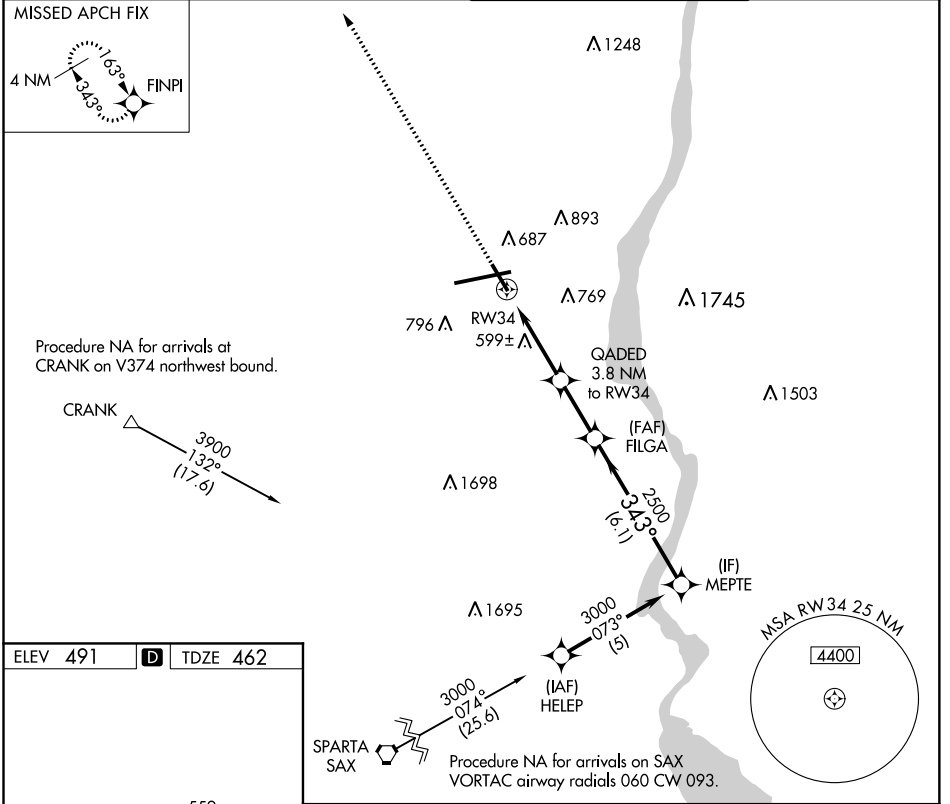 MISSED APCH FIX
4 NM
163°
343°
FINPI
1248
893
687
769
1745
796
RW34
599±
QADED
3.8 NM
to RW34
1503
Procedure NA for arrivals at
CRANK on V374 northwest bound.
CRANK
3900
132°
(17.6)
(FAF)
FILGA
1698
2500
343°
(6.1)
(IF)
MEPTE
1695
3000
073°
(5)
(IAF)
HELEP
MSA RW34 25 NM
4400
ELEV 491 D TDZE 462
3000
074°
(25.6)
SPARTA
SAX
Procedure NA for arrivals on SAX
VORTAC airway radials 060 CW 093.